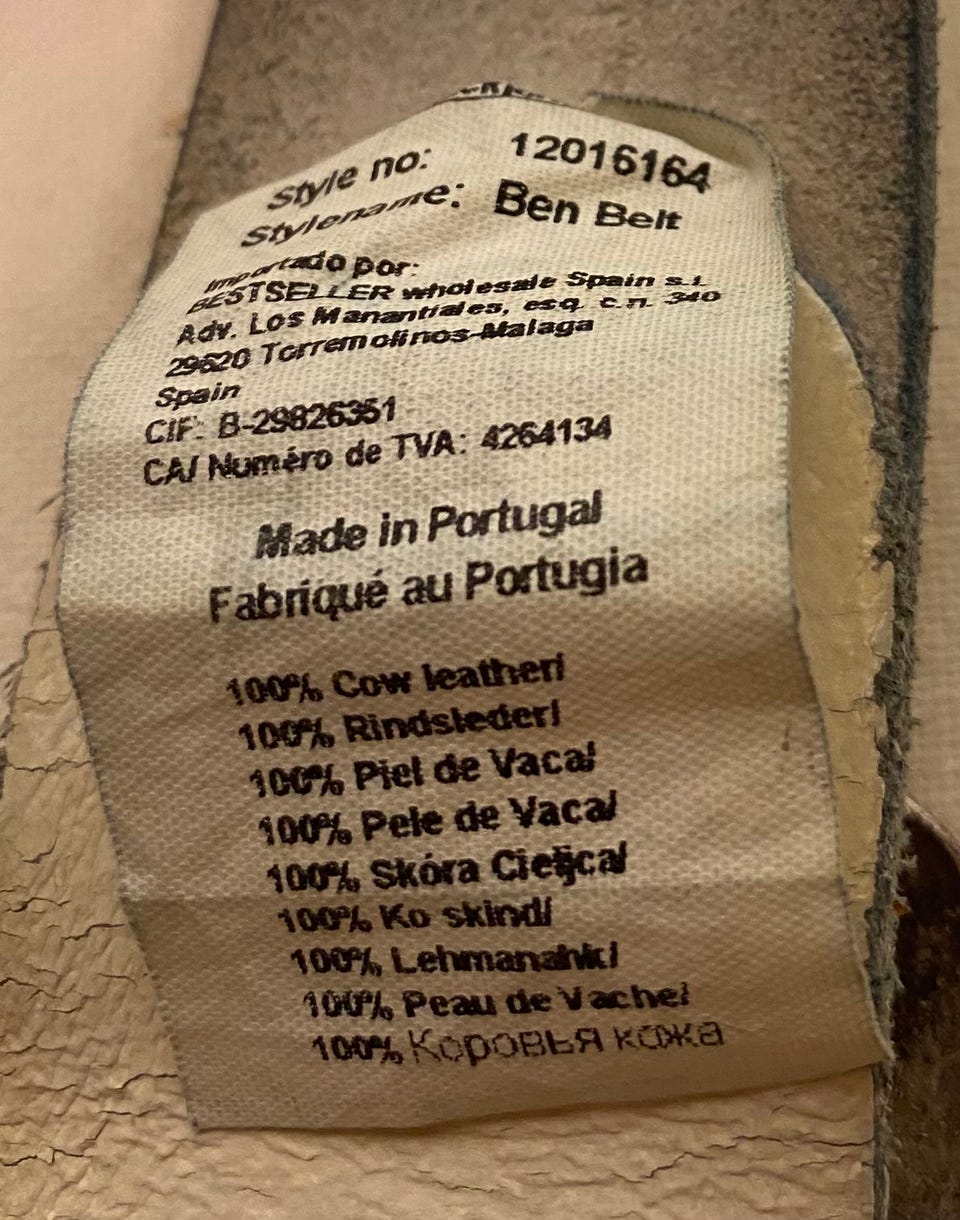 Style no: 12016164
Stylename: Ben Belt
Importado por:
BESTSELLER wholesale Spain s.l.
Adv. Los Manantiales, esq. c.n. 340
29620 Torremolinos-Malaga
Spain
CIF: B-29826351
CA/ Numéro de TVA: 4264134
Made in Portugal
Fabriqué au Portugia
100% Cow leather/
100% Rindsleder/
100% Piel de Vaca/
100% Pele de Vaca/
100% Skóra Cielęca/
100% Ko skind/
100% Lehmanahk/
100% Peau de Vache/
100% Коровья кожа